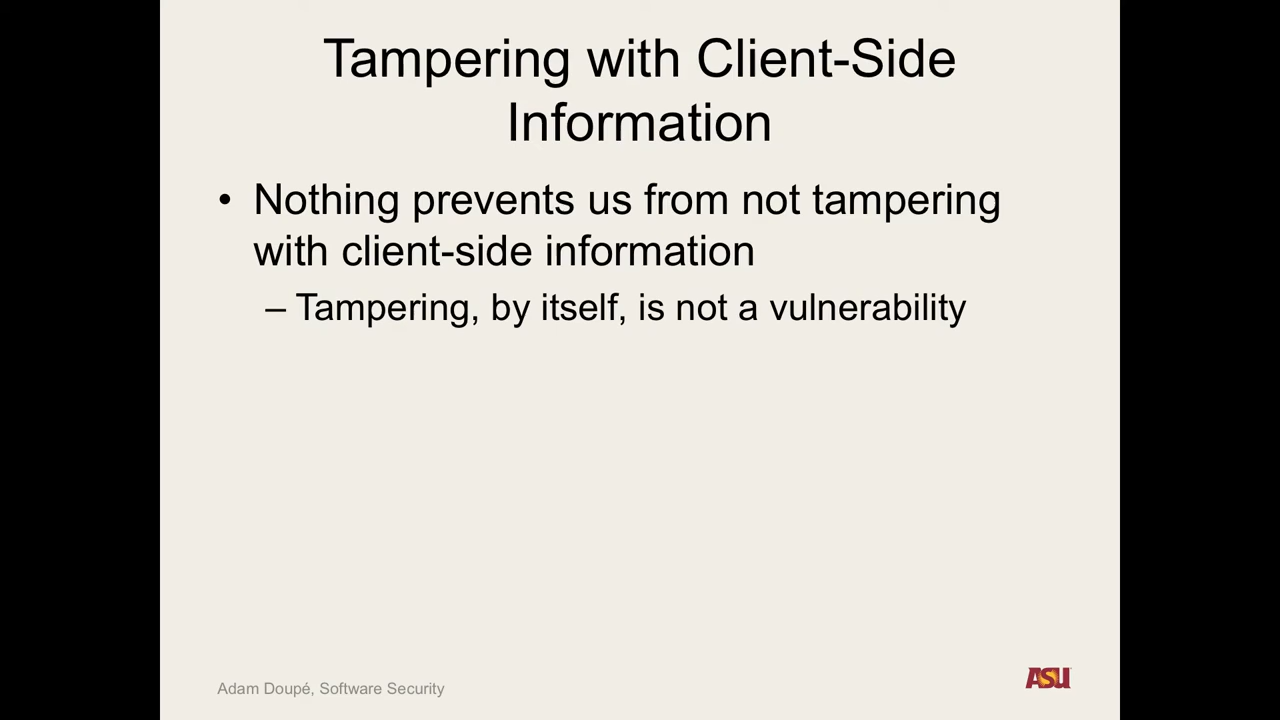 Tampering with Client-Side
Information
• Nothing prevents us from not tampering
with client-side information
– Tampering, by itself, is not a vulnerability
Adam Doupé, Software Security
ASU